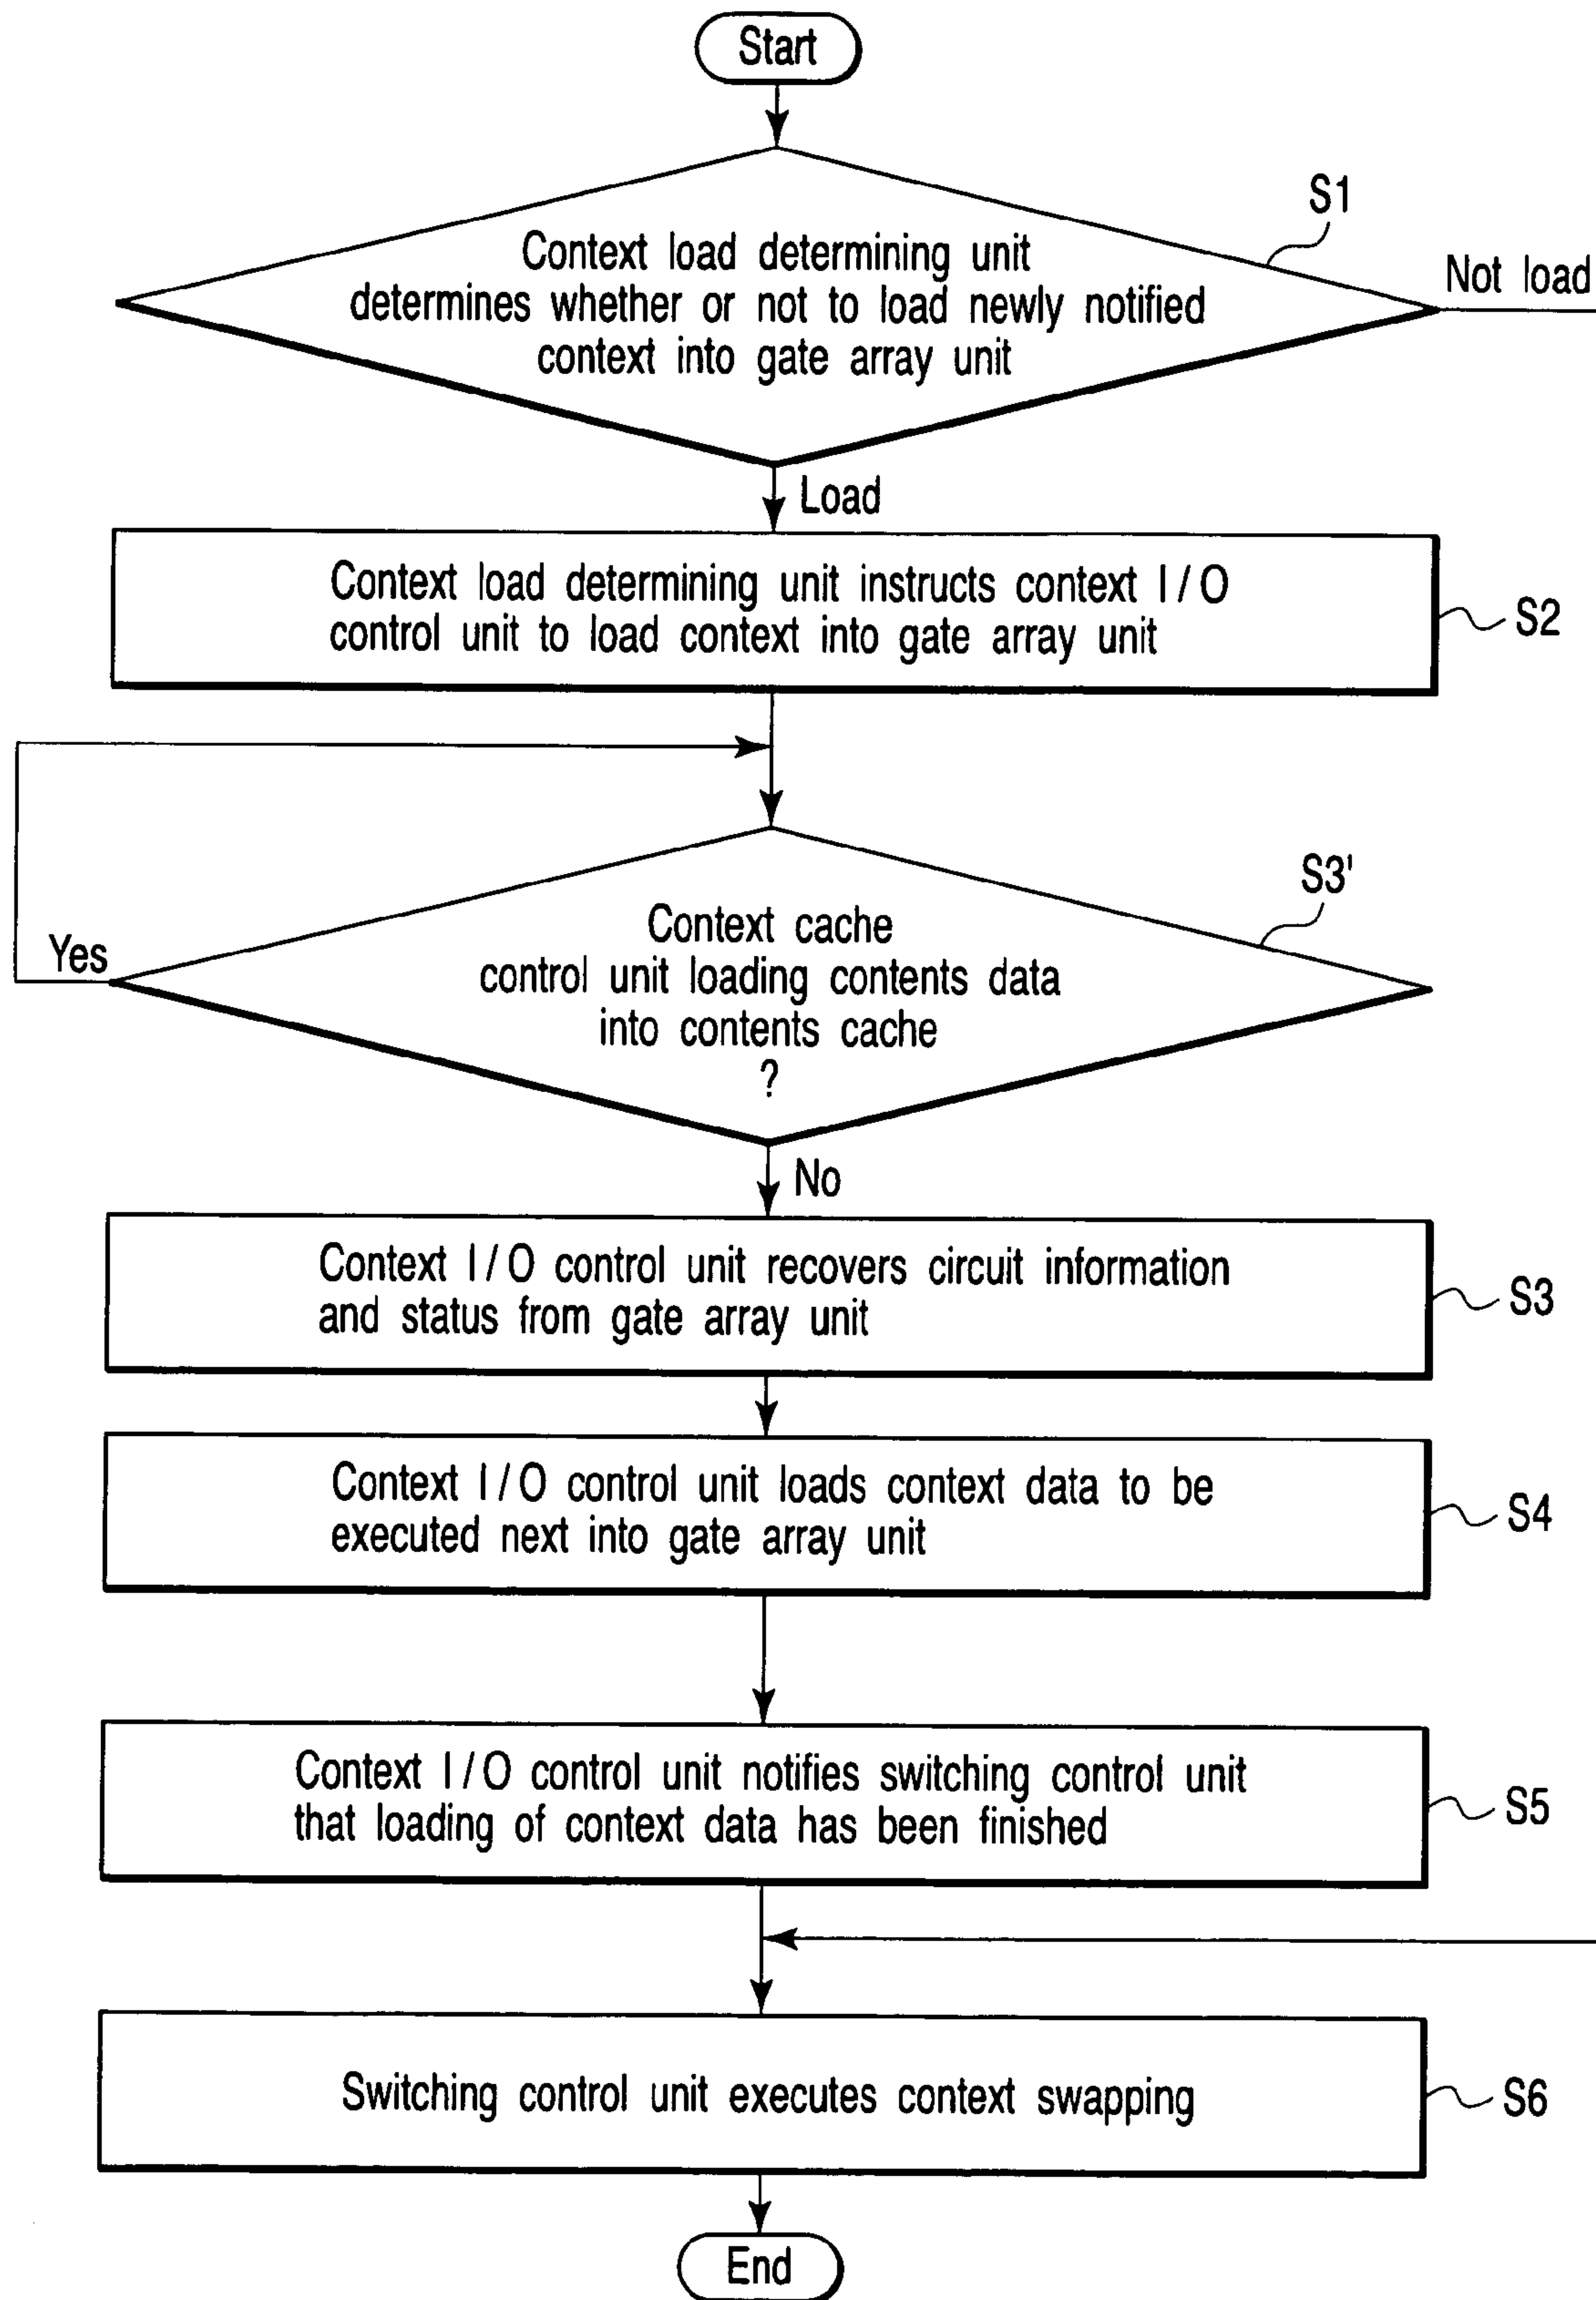 Start
S1
Context load determining unit
determines whether or not to load newly notified
context into gate array unit
Not load
Load
Context load determining unit instructs context I/O
control unit to load context into gate array unit
S2
S3'
Context cache
control unit loading contents data
into contents cache
?
Yes
No
Context I/O control unit recovers circuit information
and status from gate array unit
S3
Context I/O control unit loads context data to be
executed next into gate array unit
S4
Context I/O control unit notifies switching control unit
that loading of context data has been finished
S5
Switching control unit executes context swapping
S6
End